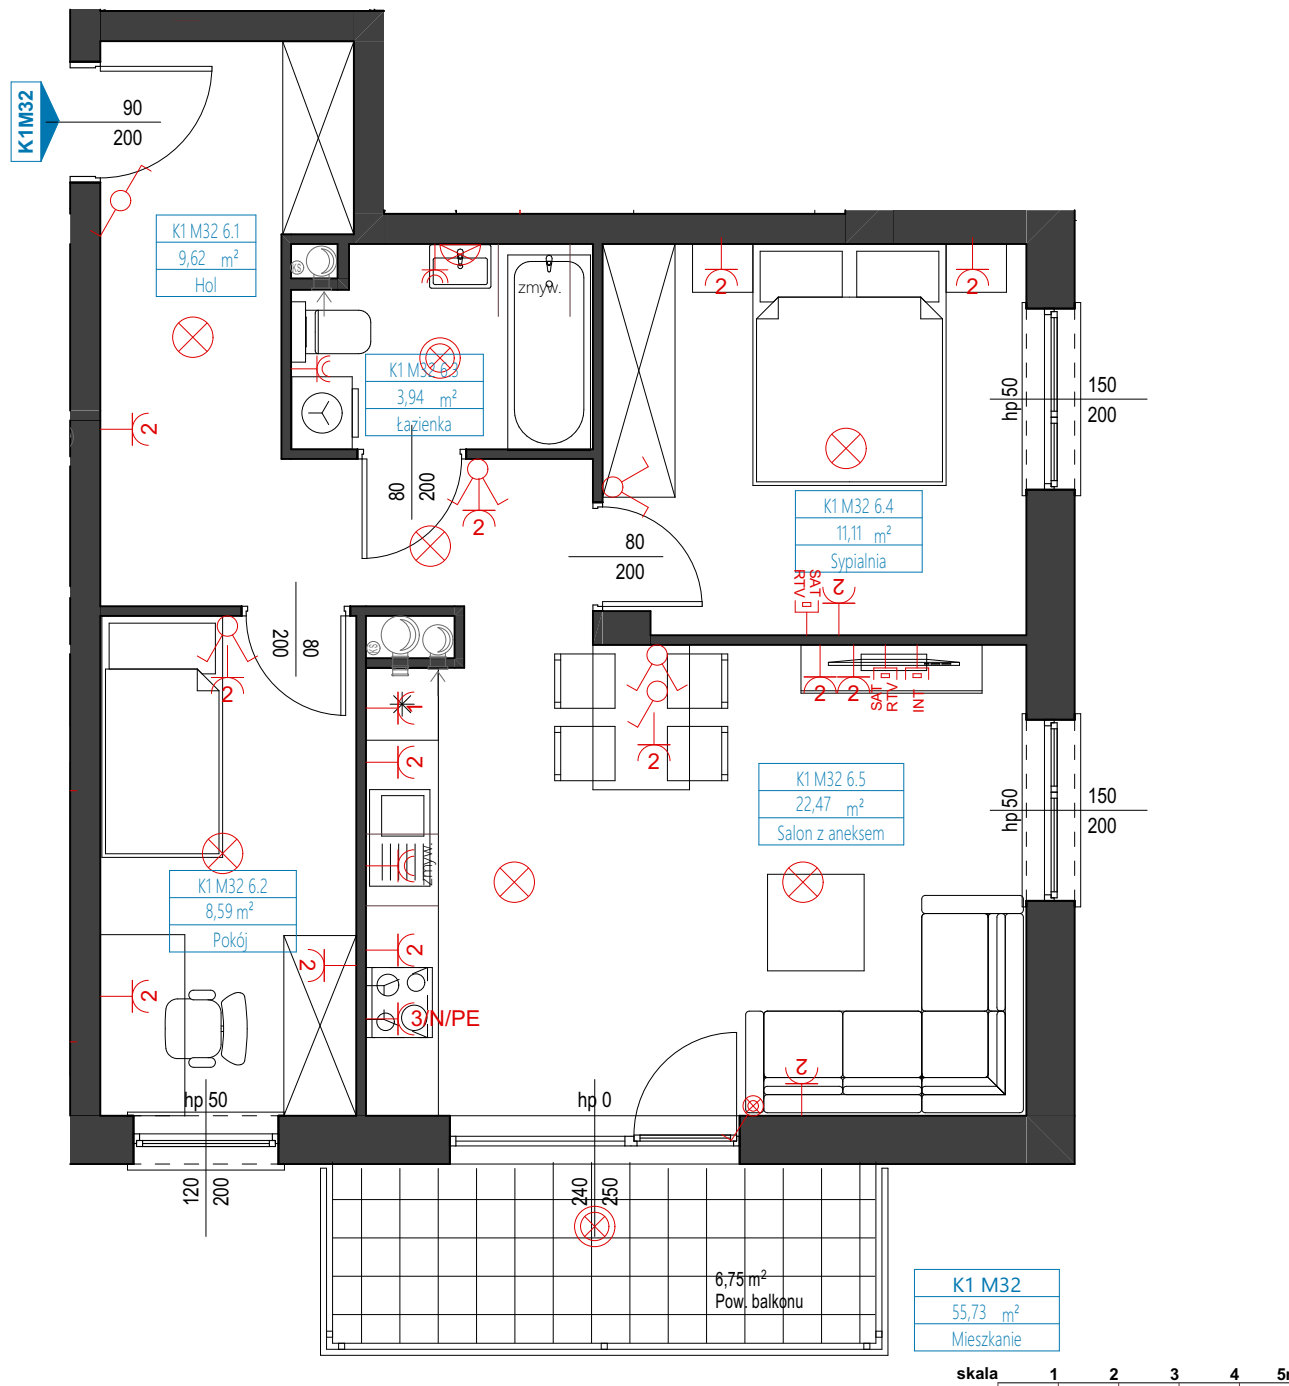 K1M32
90
200
K1 M32 6.1
9,62 m²
Hol
KS
zmyw.
K1 M32 6.3
3,94 m²
Łazienka
2
2
2
hp 50
150
200
80
200
2
80
200
K1 M32 6.4
11,11 m²
Sypialnia
SAT
RTV
2
80
200
KS
2
2
2
SAT
RTV
INT
1
2
2
K1 M32 6.5
22,47 m²
Salon z aneksem
hp 50
150
200
zmyw.
K1 M32 6.2
8,59 m²
Pokój
2
2
2
3/N/PE
2
hp 50
hp 0
120
200
240
250
6,75 m²
Pow. balkonu
K1 M32
55,73 m²
Mieszkanie
skala 1 2 3 4 5